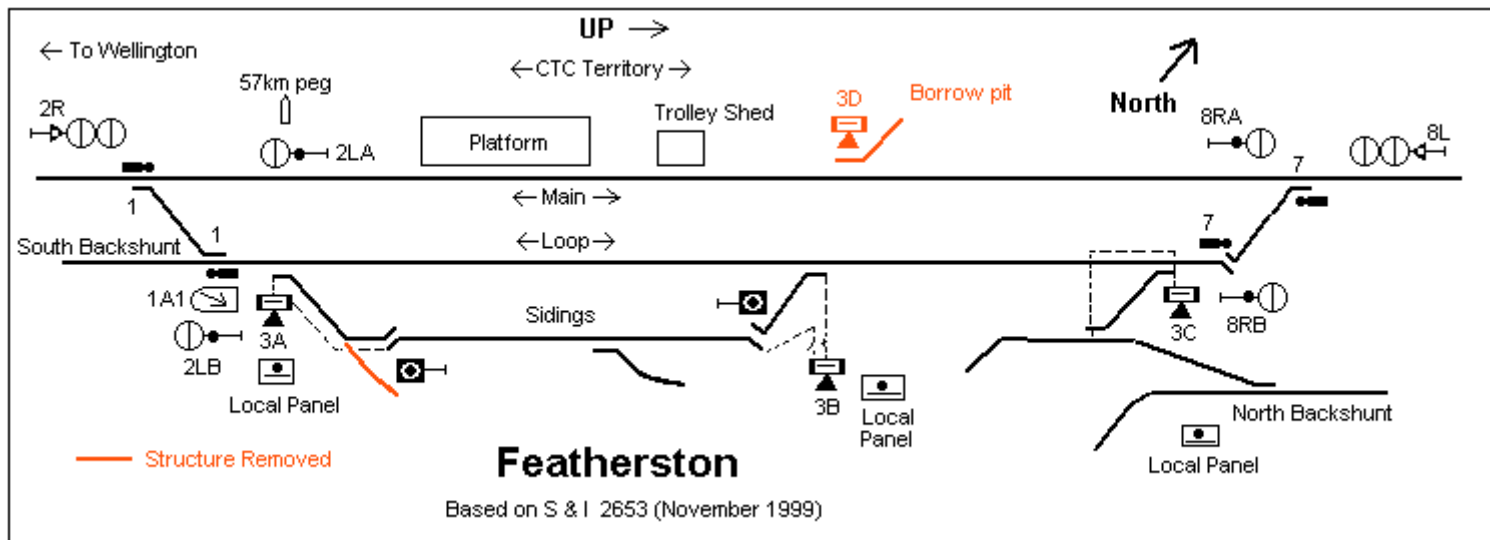 UP →
← To Wellington
← CTC Territory →
57km peg
North
2R
3D
Borrow pit
Trolley Shed
8RA
8L
Platform
2LA
7
← Main →
1
1
7
South Backshunt
← Loop →
1A1
Sidings
8RB
3A
3C
2LB
Local Panel
3B
Local
Panel
North Backshunt
Local Panel
Structure Removed
Featherston
Based on S & I 2653 (November 1999)